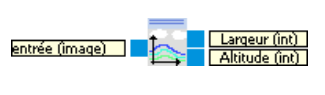 entrée (image)
Largeur (int)
Altitude (int)